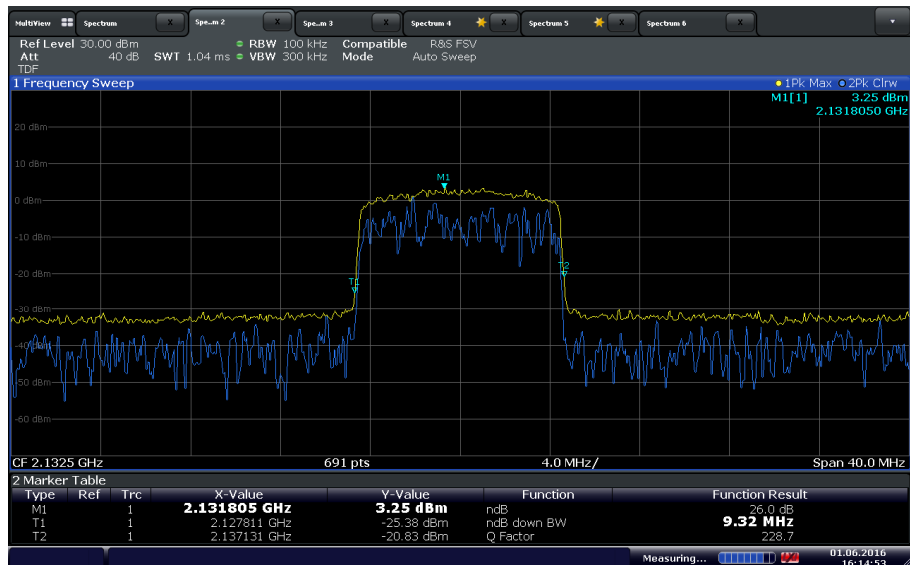 MultiView Spectrum X Spe...m 2 X Spe...m 3 X Spectrum 4 X Spectrum 5 X Spectrum 6 X
Ref Level 30.00 dBm RBW 100 kHz Compatible R&S FSV
Att 40 dB SWT 1.04 ms VBW 300 kHz Mode Auto Sweep
TDF
1 Frequency Sweep 1Pk Max 2Pk Clrw
M1[1] 3.25 dBm
2.1318050 GHz
20 dBm
10 dBm
M1
0 dBm
-10 dBm
T2
-20 dBm
T1
-30 dBm
-40 dBm
-50 dBm
-60 dBm
CF 2.1325 GHz 691 pts 4.0 MHz/ Span 40.0 MHz
2 Marker Table
Type Ref Trc X-Value Y-Value Function Function Result
M1 1 2.131805 GHz 3.25 dBm ndB 26.0 dB
T1 1 2.127811 GHz -25.38 dBm ndB down BW 9.32 MHz
T2 1 2.137131 GHz -20.83 dBm Q Factor 228.7
Measuring... 01.06.2016
16:14:53